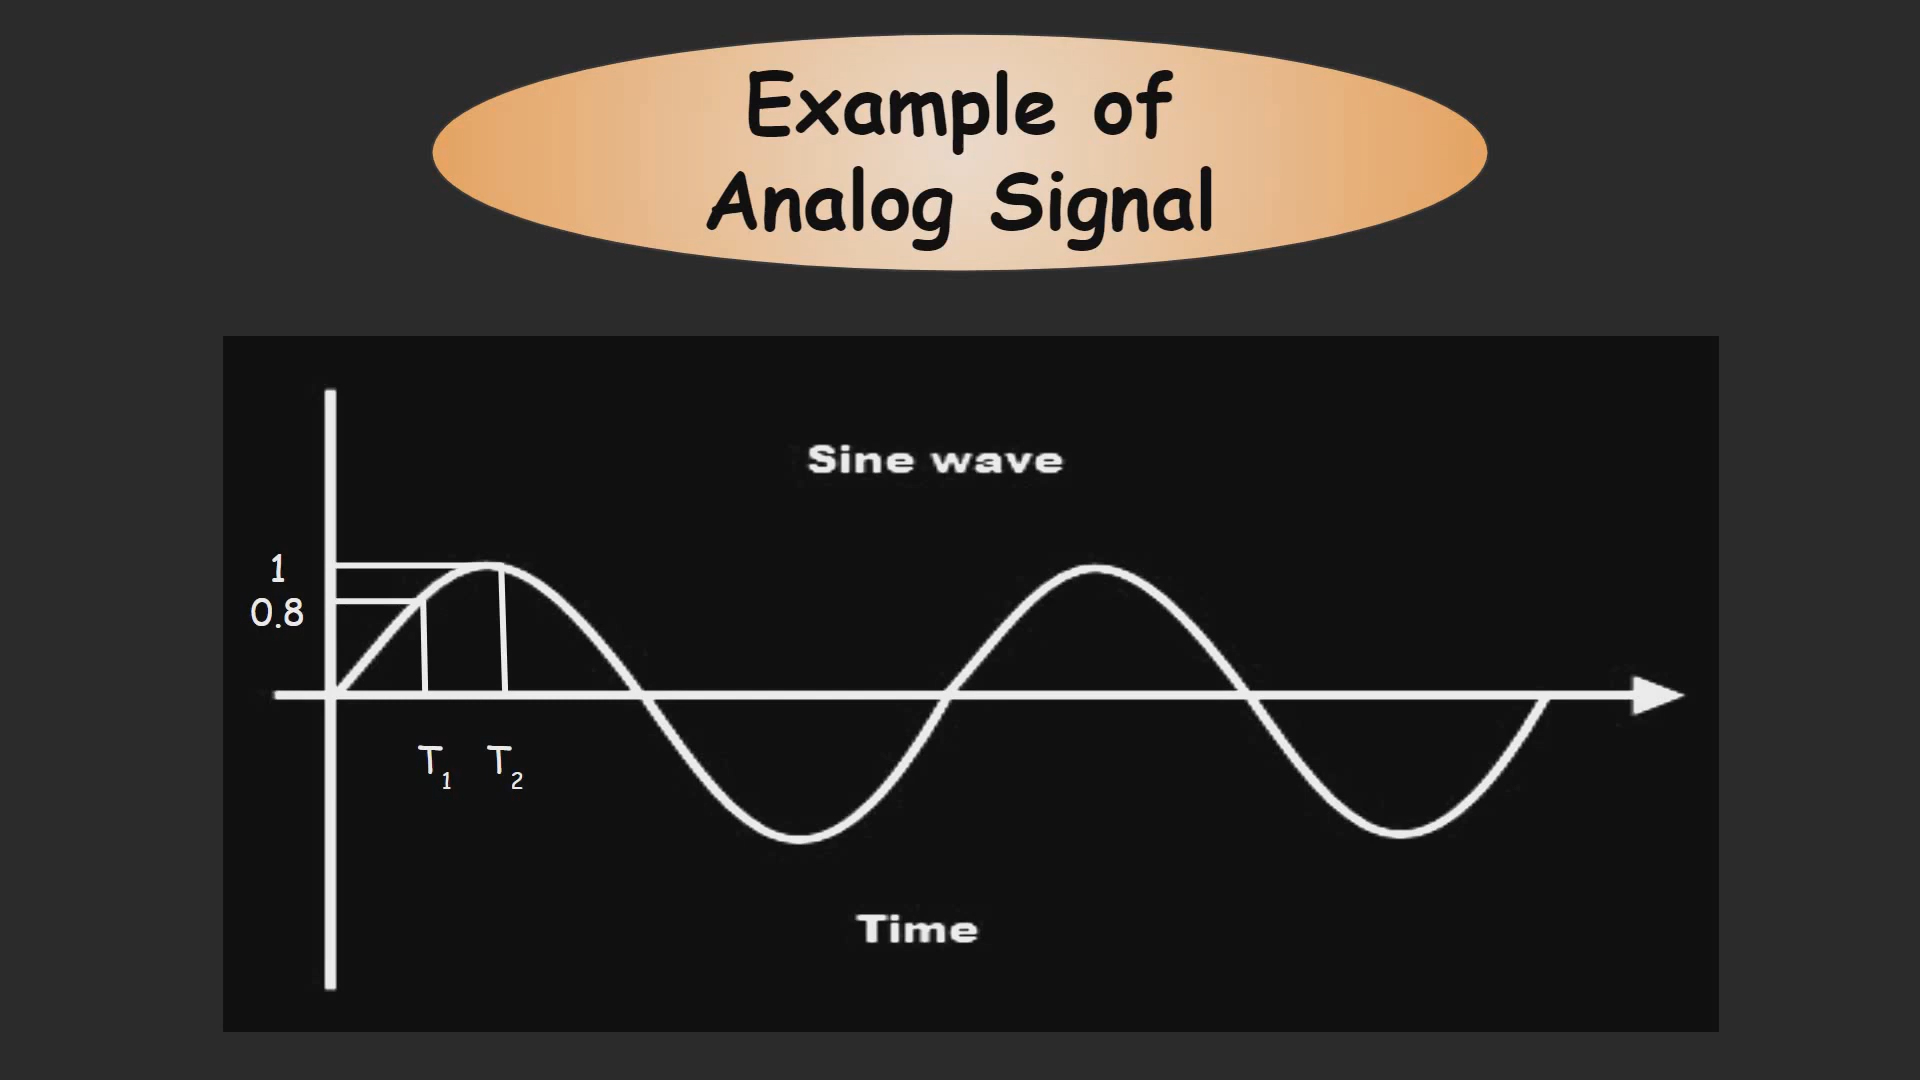 Example of
Analog Signal
Sine wave
1
0.8
T₁ T₂
Time